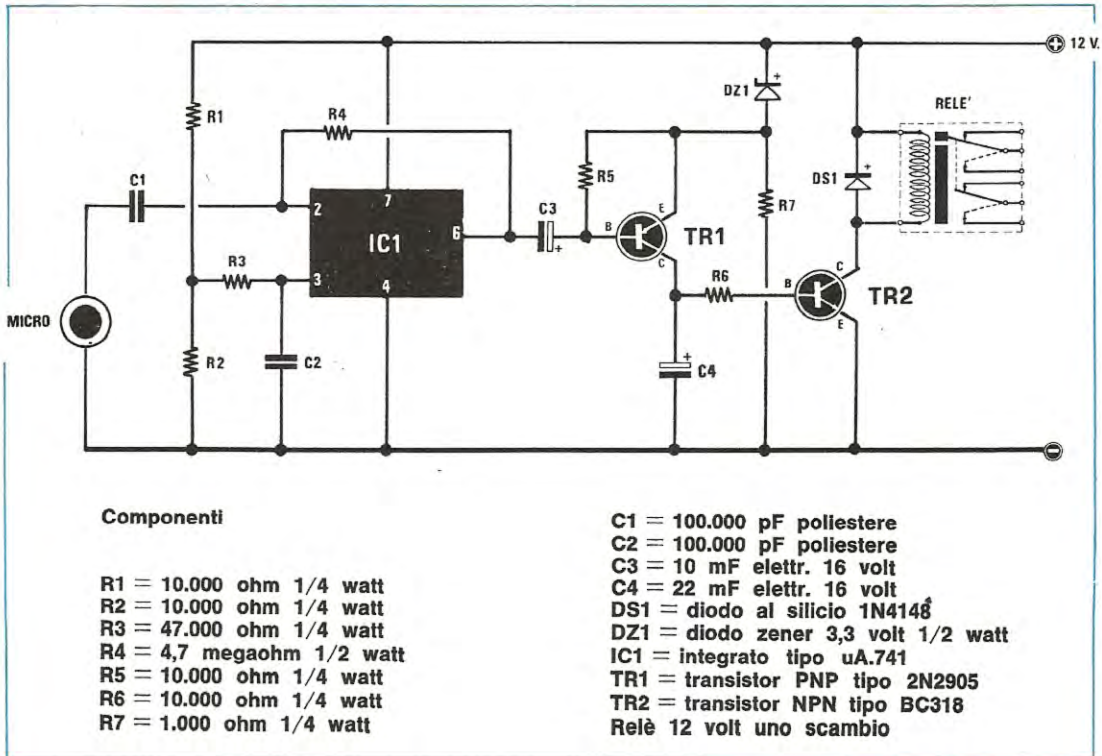 12 V.
DZ1
+
RELE'
R1
R4
C1
R5
DS1
+
R7
2
7
E
IC1
6
C3
+
B
TR1
C
R3
3
4
R6
B
C
TR2
E
MICRO
R2
C2
+
C4
Componenti
R1 = 10.000 ohm 1/4 watt
R2 = 10.000 ohm 1/4 watt
R3 = 47.000 ohm 1/4 watt
R4 = 4,7 megaohm 1/2 watt
R5 = 10.000 ohm 1/4 watt
R6 = 10.000 ohm 1/4 watt
R7 = 1.000 ohm 1/4 watt
C1 = 100.000 pF poliestere
C2 = 100.000 pF poliestere
C3 = 10 mF elettr. 16 volt
C4 = 22 mF elettr. 16 volt
DS1 = diodo al silicio 1N4148
DZ1 = diodo zener 3,3 volt 1/2 watt
IC1 = integrato tipo uA.741
TR1 = transistor PNP tipo 2N2905
TR2 = transistor NPN tipo BC318
Relè 12 volt uno scambio